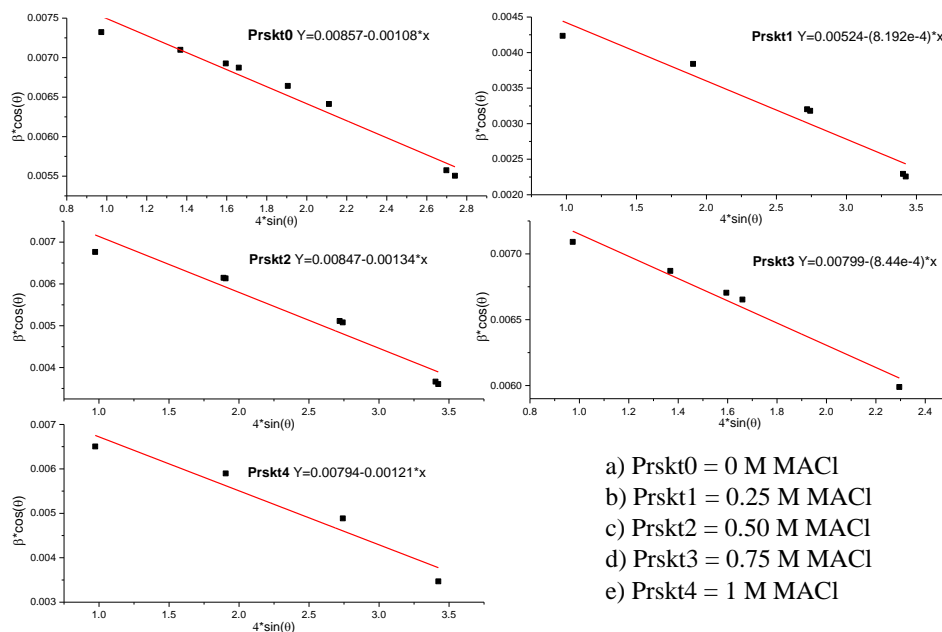 Prskt0 Y=0.00857-0.00108*x
0.0075
0.0070
0.0065
0.0060
0.0055
β*cos(θ)
0.8 1.0 1.2 1.4 1.6 1.8 2.0 2.2 2.4 2.6 2.8
4*sin(θ)
Prskt1 Y=0.00524-(8.192e-4)*x
0.0045
0.0040
0.0035
0.0030
0.0025
0.0020
β*cos(θ)
1.0 1.5 2.0 2.5 3.0 3.5
4*sin(θ)
Prskt2 Y=0.00847-0.00134*x
0.007
0.006
0.005
0.004
β*cos(θ)
1.0 1.5 2.0 2.5 3.0 3.5
4*sin(θ)
Prskt3 Y=0.00799-(8.44e-4)*x
0.0070
0.0065
0.0060
β*cos(θ)
0.8 1.0 1.2 1.4 1.6 1.8 2.0 2.2 2.4
4*sin(θ)
Prskt4 Y=0.00794-0.00121*x
0.007
0.006
0.005
0.004
0.003
β*cos(θ)
1.0 1.5 2.0 2.5 3.0 3.5
4*sin(θ)
a) Prskt0 = 0 M MACl
b) Prskt1 = 0.25 M MACl
c) Prskt2 = 0.50 M MACl
d) Prskt3 = 0.75 M MACl
e) Prskt4 = 1 M MACl